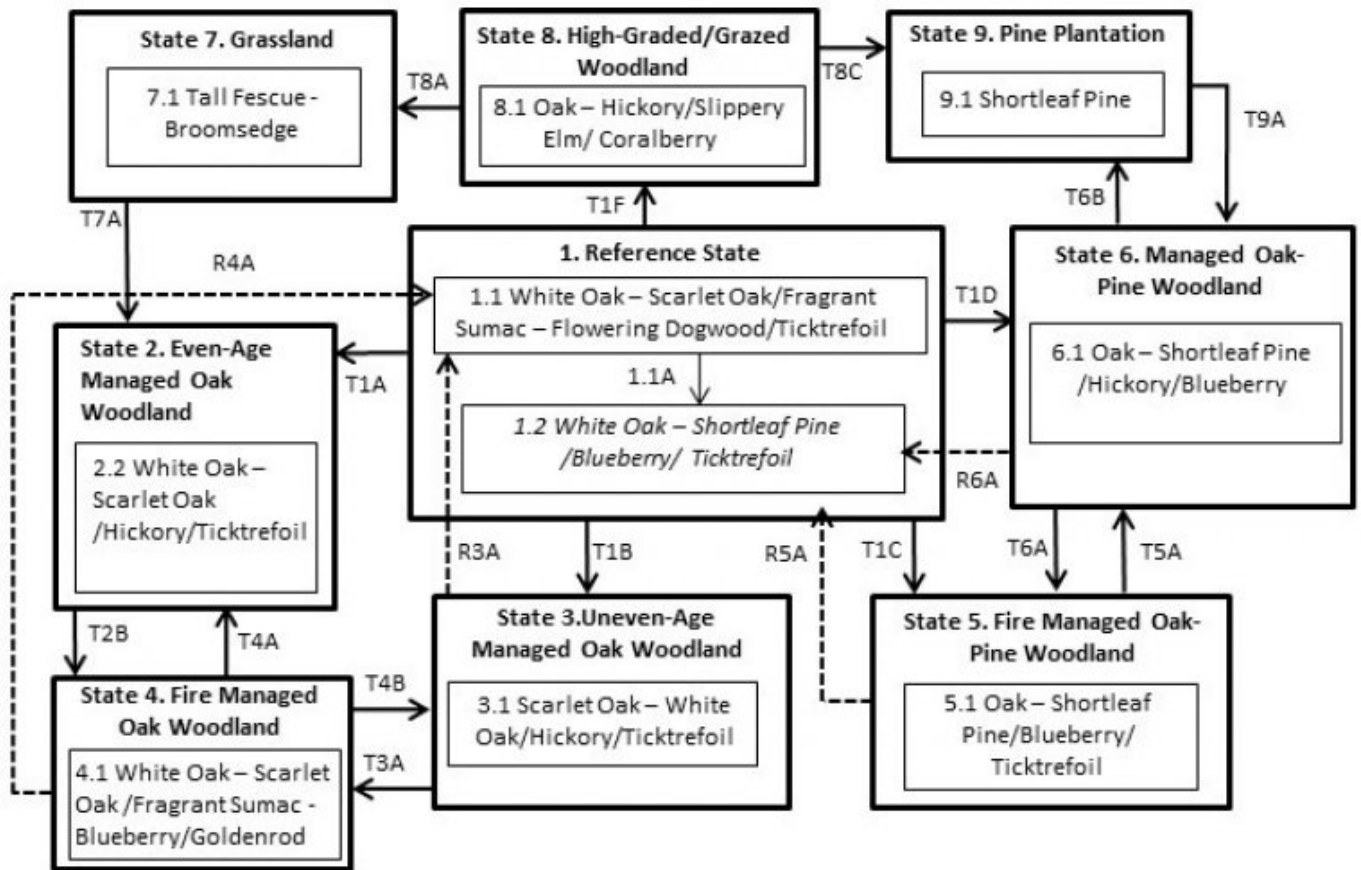 State 7. Grassland
7.1 Tall Fescue -
Broomsedge
T8A
State 8. High-Graded/Grazed
Woodland
8.1 Oak – Hickory/Slippery
Elm/ Coralberry
T8C
State 9. Pine Plantation
9.1 Shortleaf Pine
T9A
T7A
R4A
T1F
T6B
1. Reference State
1.1 White Oak – Scarlet Oak/Fragrant
Sumac – Flowering Dogwood/Ticktrefoil
1.1A
1.2 White Oak – Shortleaf Pine
/Blueberry/ Ticktrefoil
T1D
State 6. Managed Oak-
Pine Woodland
6.1 Oak – Shortleaf Pine
/Hickory/Blueberry
State 2. Even-Age
Managed Oak
Woodland
2.2 White Oak –
Scarlet Oak
/Hickory/Ticktrefoil
T1A
R6A
R3A
T1B
R5A
T1C
T6A
T5A
T2B
T4A
State 3.Uneven-Age
Managed Oak Woodland
3.1 Scarlet Oak – White
Oak/Hickory/Ticktrefoil
State 5. Fire Managed Oak-
Pine Woodland
5.1 Oak – Shortleaf
Pine/Blueberry/
Ticktrefoil
State 4. Fire Managed
Oak Woodland
4.1 White Oak – Scarlet
Oak /Fragrant Sumac -
Blueberry/Goldenrod
T4B
T3A